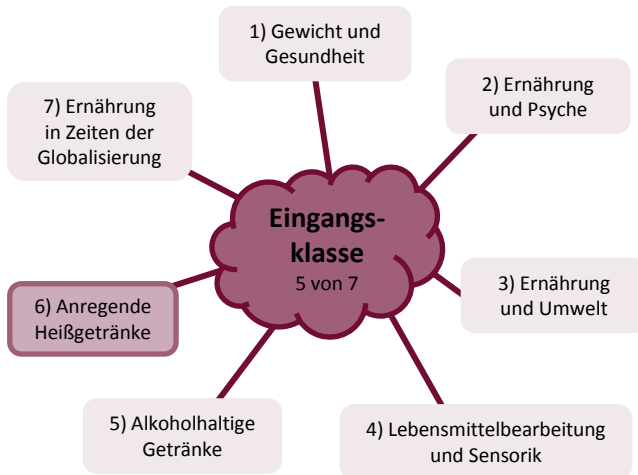 1) Gewicht und
Gesundheit
2) Ernährung
und Psyche
3) Ernährung
und Umwelt
4) Lebensmittelbearbeitung
und Sensorik
5) Alkoholhaltige
Getränke
6) Anregende
Heißgetränke
7) Ernährung
in Zeiten der
Globalisierung
Eingangs-
klasse
5 von 7